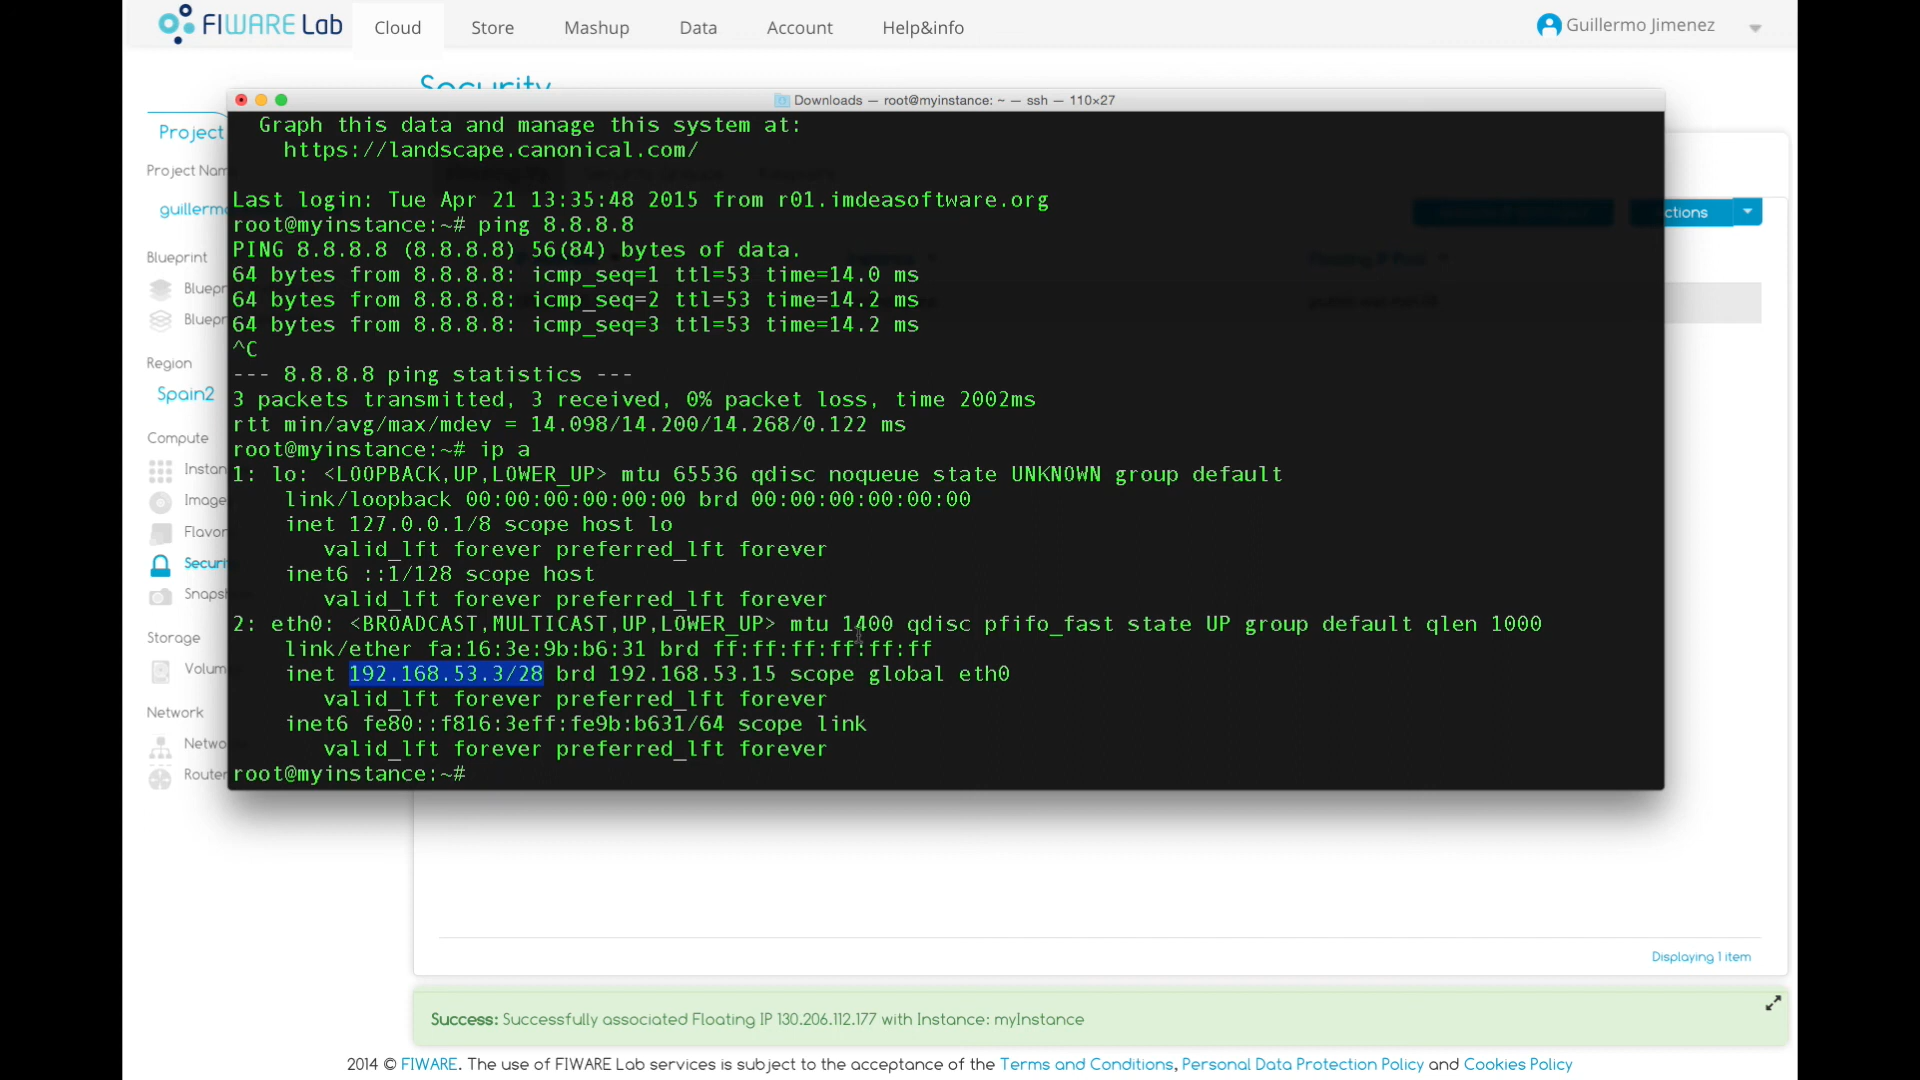 FIWARE Lab
Cloud
Store
Mashup
Data
Account
Help&info
Guillermo Jimenez
Security
Downloads — root@myinstance: ~ — ssh — 110×27
Project
Project Nam
guillerm
Blueprint
Bluepr
Bluepr
Region
Spain2
Compute
Instan
Image
Flavor
Securi
Snapsh
Storage
Volum
Network
Netwo
Router
Graph this data and manage this system at:
https://landscape.canonical.com/
Last login: Tue Apr 21 13:35:48 2015 from r01.imdeasoftware.org
root@myinstance:~# ping 8.8.8.8
PING 8.8.8.8 (8.8.8.8) 56(84) bytes of data.
64 bytes from 8.8.8.8: icmp_seq=1 ttl=53 time=14.0 ms
64 bytes from 8.8.8.8: icmp_seq=2 ttl=53 time=14.2 ms
64 bytes from 8.8.8.8: icmp_seq=3 ttl=53 time=14.2 ms
^C
--- 8.8.8.8 ping statistics ---
3 packets transmitted, 3 received, 0% packet loss, time 2002ms
rtt min/avg/max/mdev = 14.098/14.200/14.268/0.122 ms
root@myinstance:~# ip a
1: lo: <LOOPBACK,UP,LOWER_UP> mtu 65536 qdisc noqueue state UNKNOWN group default
link/loopback 00:00:00:00:00:00 brd 00:00:00:00:00:00
inet 127.0.0.1/8 scope host lo
valid_lft forever preferred_lft forever
inet6 ::1/128 scope host
valid_lft forever preferred_lft forever
2: eth0: <BROADCAST,MULTICAST,UP,LOWER_UP> mtu 1400 qdisc pfifo_fast state UP group default qlen 1000
link/ether fa:16:3e:9b:b6:31 brd ff:ff:ff:ff:ff:ff
inet 192.168.53.3/28 brd 192.168.53.15 scope global eth0
valid_lft forever preferred_lft forever
inet6 fe80::f816:3eff:fe9b:b631/64 scope link
valid_lft forever preferred_lft forever
root@myinstance:~#
ctions
Displaying 1 item
Success: Successfully associated Floating IP 130.206.112.177 with Instance: myInstance
2014 © FIWARE. The use of FIWARE Lab services is subject to the acceptance of the Terms and Conditions, Personal Data Protection Policy and Cookies Policy